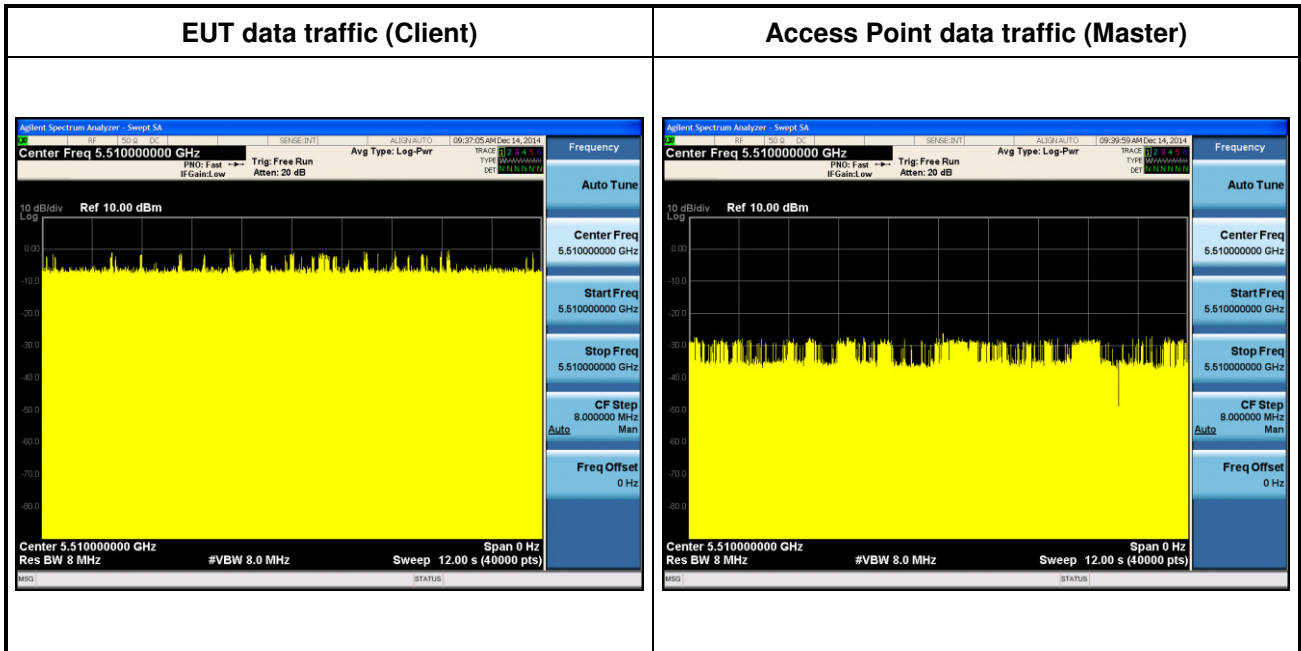 EUT data traffic (Client)
Access Point data traffic (Master)
Agilent Spectrum Analyzer - Swept SA
RF 50 Ω DC SENSE:INT ALIGN AUTO 09:37:05 AM Dec 14, 2014
Center Freq 5.510000000 GHz Avg Type: Log-Pwr TRACE 1 2 3 4 5 6
PNO: Fast Trig: Free Run TYPE
IFGain:Low Atten: 20 dB DET N N N N N N
10 dB/div Ref 10.00 dBm
Log
0.00
-10.0
-20.0
-30.0
-40.0
-50.0
-60.0
-70.0
-80.0
Center 5.510000000 GHz Span 0 Hz
Res BW 8 MHz #VBW 8.0 MHz Sweep 12.00 s (40000 pts)
MSG STATUS
Frequency
Auto Tune
Center Freq
5.510000000 GHz
Start Freq
5.510000000 GHz
Stop Freq
5.510000000 GHz
CF Step
8.000000 MHz
Auto Man
Freq Offset
0 Hz
Agilent Spectrum Analyzer - Swept SA
RF 50 Ω DC SENSE:INT ALIGN AUTO 09:39:59 AM Dec 14, 2014
Center Freq 5.510000000 GHz Avg Type: Log-Pwr TRACE 1 2 3 4 5 6
PNO: Fast Trig: Free Run TYPE
IFGain:Low Atten: 20 dB DET N N N N N N
10 dB/div Ref 10.00 dBm
Log
0.00
-10.0
-20.0
-30.0
-40.0
-50.0
-60.0
-70.0
-80.0
Center 5.510000000 GHz Span 0 Hz
Res BW 8 MHz #VBW 8.0 MHz Sweep 12.00 s (40000 pts)
MSG STATUS
Frequency
Auto Tune
Center Freq
5.510000000 GHz
Start Freq
5.510000000 GHz
Stop Freq
5.510000000 GHz
CF Step
8.000000 MHz
Auto Man
Freq Offset
0 Hz